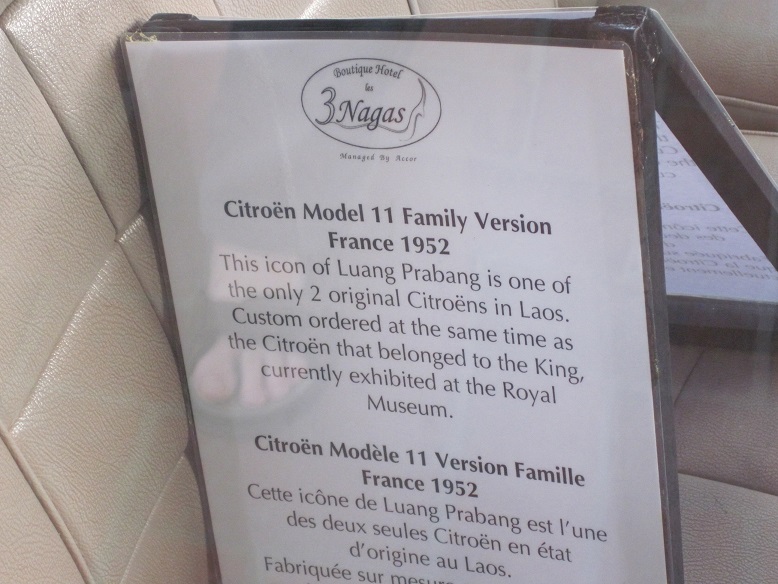 Boutique Hotel
les
3 Nagas
Managed By Accor
Citroën Model 11 Family Version
France 1952
This icon of Luang Prabang is one of
the only 2 original Citroëns in Laos.
Custom ordered at the same time as
the Citroën that belonged to the King,
currently exhibited at the Royal
Museum.
Citroën Modèle 11 Version Famille
France 1952
Cette icône de Luang Prabang est l'une
des deux seules Citroën en état
d'origine au Laos.
Fabriquée sur mesure